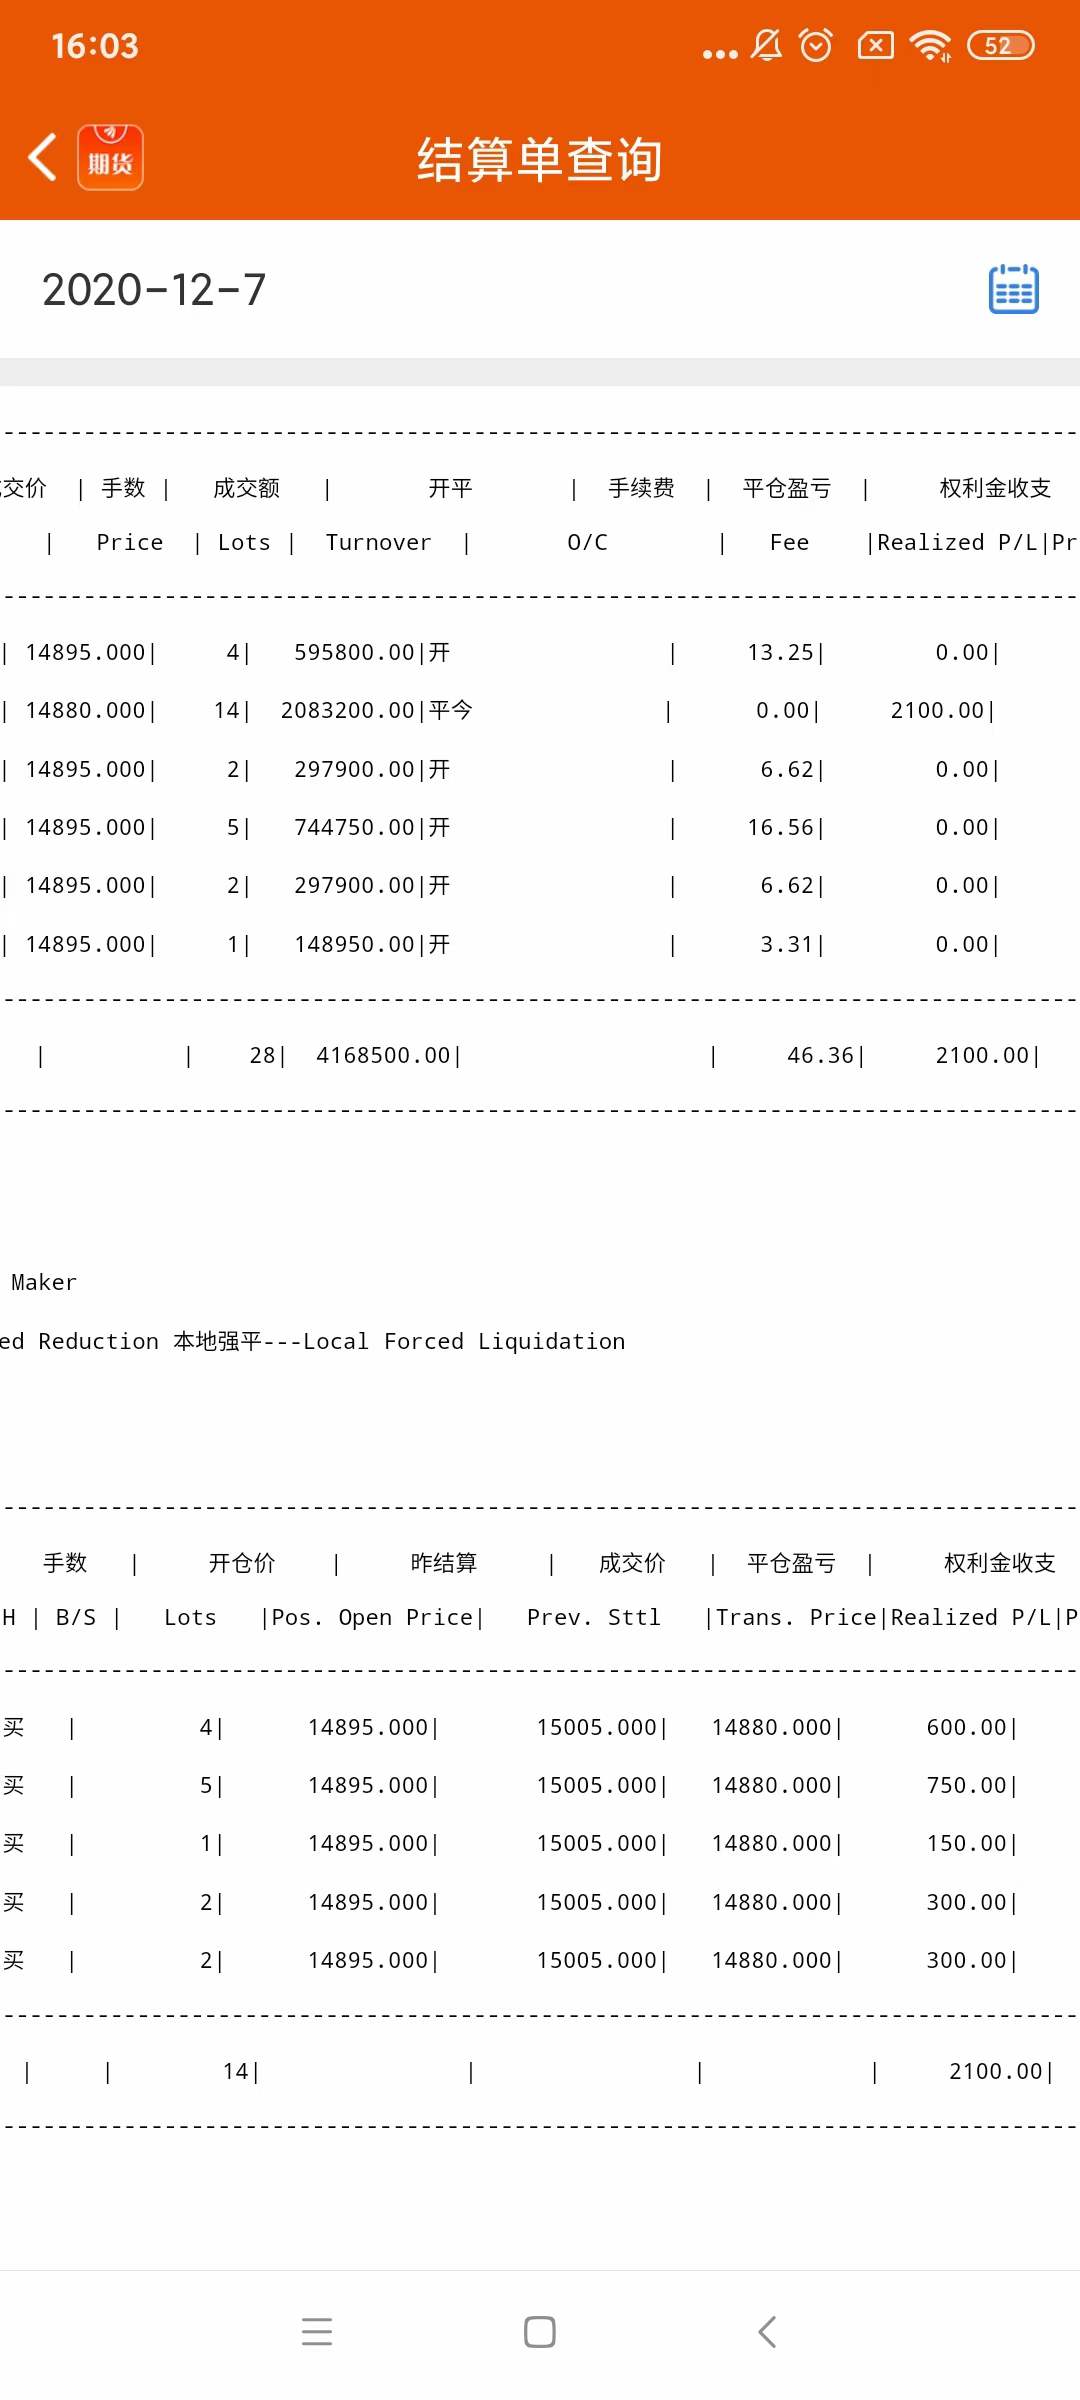 16:03
52
期货
结算单查询
2020-12-7
交价 | 手数 | 成交额 | 开平 | 手续费 | 平仓盈亏 | 权利金收支
| Price | Lots | Turnover | O/C | Fee |Realized P/L|Pr
| 14895.000| 4| 595800.00|开 | 13.25| 0.00|
| 14880.000| 14| 2083200.00|平今 | 0.00| 2100.00|
| 14895.000| 2| 297900.00|开 | 6.62| 0.00|
| 14895.000| 5| 744750.00|开 | 16.56| 0.00|
| 14895.000| 2| 297900.00|开 | 6.62| 0.00|
| 14895.000| 1| 148950.00|开 | 3.31| 0.00|
| | 28| 4168500.00| | 46.36| 2100.00|
Maker
ed Reduction 本地强平---Local Forced Liquidation
手数 | 开仓价 | 昨结算 | 成交价 | 平仓盈亏 | 权利金收支
H | B/S | Lots |Pos. Open Price| Prev. Sttl |Trans. Price|Realized P/L|P
买 | 4| 14895.000| 15005.000| 14880.000| 600.00|
买 | 5| 14895.000| 15005.000| 14880.000| 750.00|
买 | 1| 14895.000| 15005.000| 14880.000| 150.00|
买 | 2| 14895.000| 15005.000| 14880.000| 300.00|
买 | 2| 14895.000| 15005.000| 14880.000| 300.00|
| | 14| | | | 2100.00|